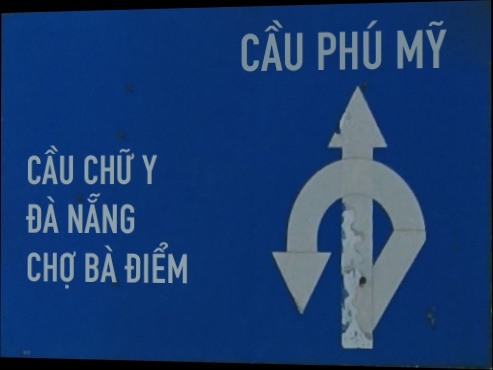 CẦU PHÚ MỸ
CẦU CHỮ Y
ĐÀ NẴNG
CHỢ BÀ ĐIỂM